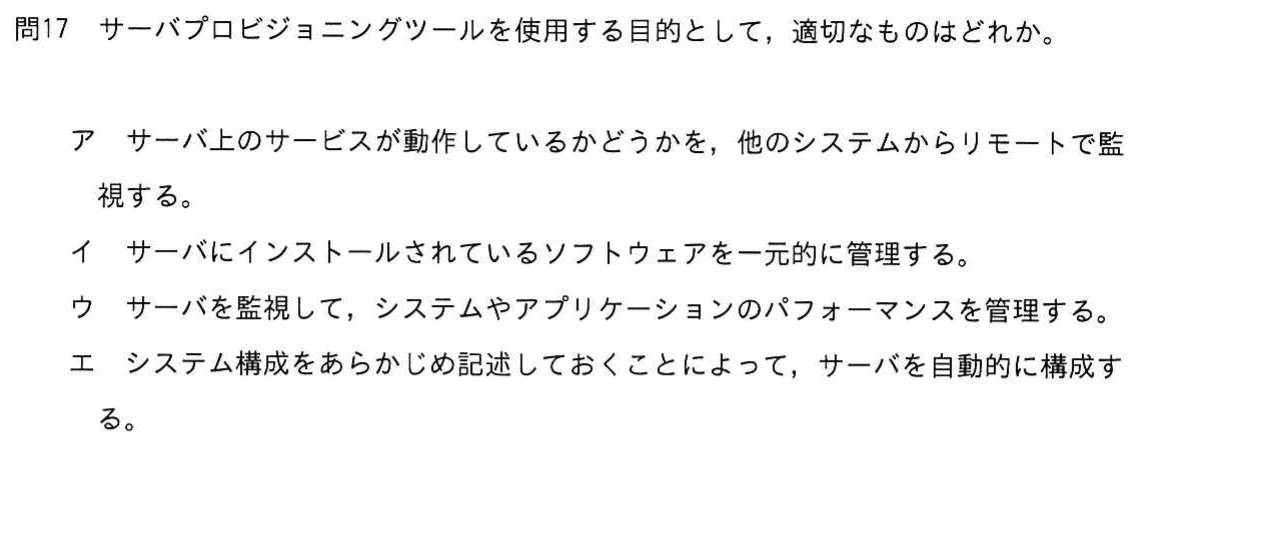 問17　サーバプロビジョニングツールを使用する目的として，適切なものはどれか。
ア　サーバ上のサービスが動作しているかどうかを，他のシステムからリモートで監
視する。
イ　サーバにインストールされているソフトウェアを一元的に管理する。
ウ　サーバを監視して，システムやアプリケーションのパフォーマンスを管理する。
エ　システム構成をあらかじめ記述しておくことによって，サーバを自動的に構成す
る。